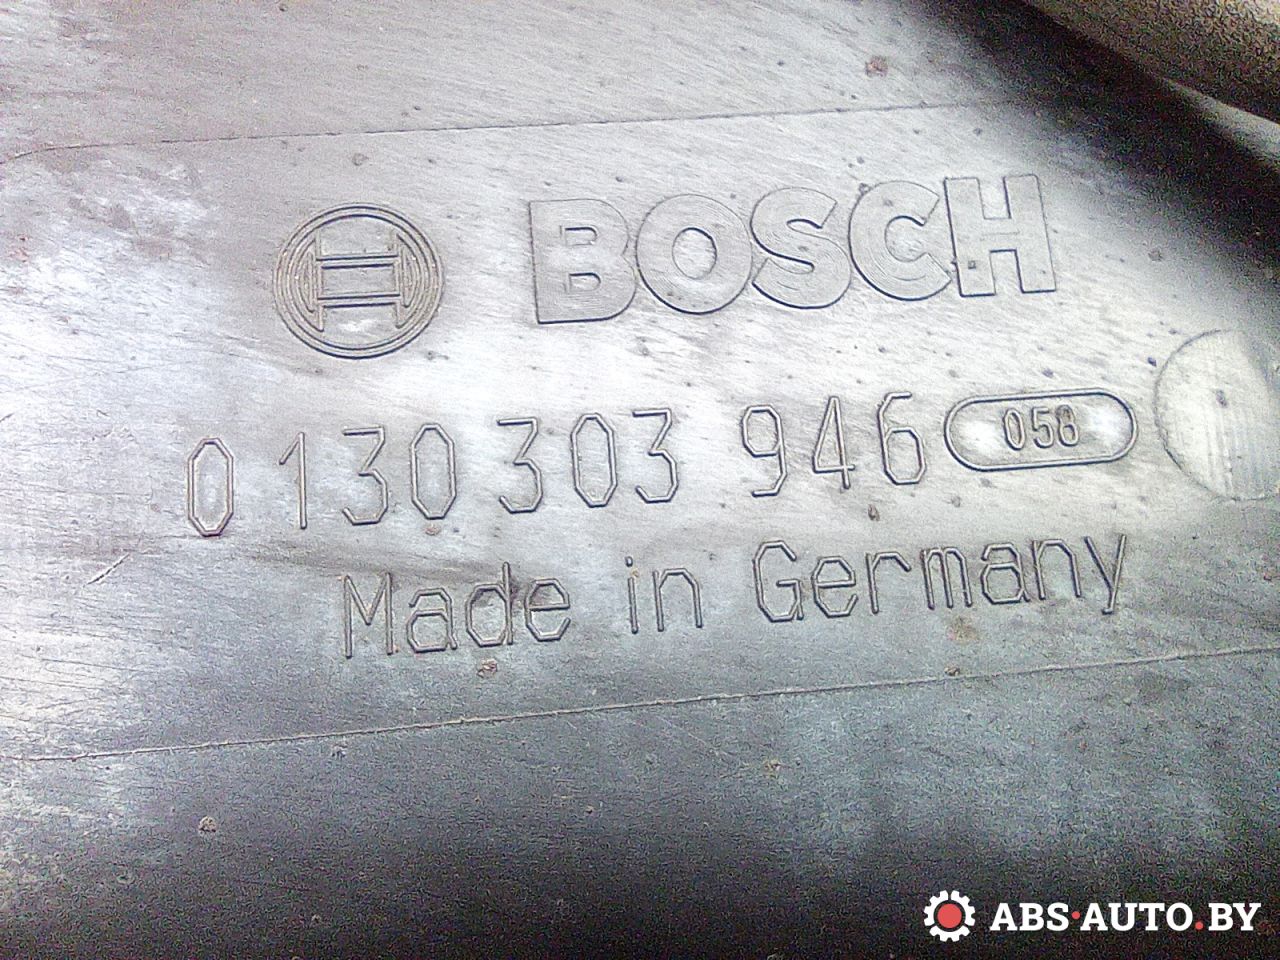 BOSCH
0 130 303 946 058
Made in Germany
ABS·AUTO.BY